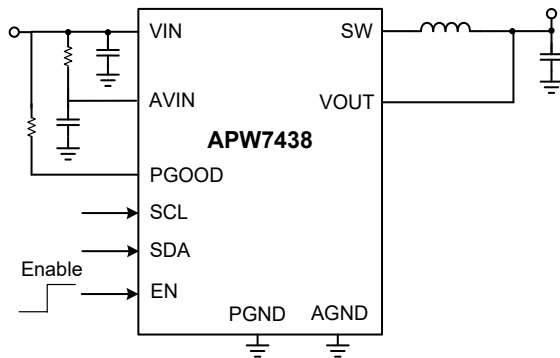 VIN
SW
AVIN
VOUT
APW7438
PGOOD
SCL
SDA
Enable
EN
PGND
AGND